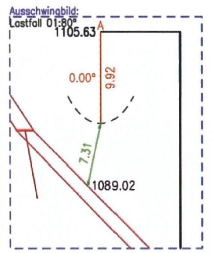 Ausschwingbild:
Lastfall 01:80°
A
1105.63
0.00°
9.92
7.31
1089.02